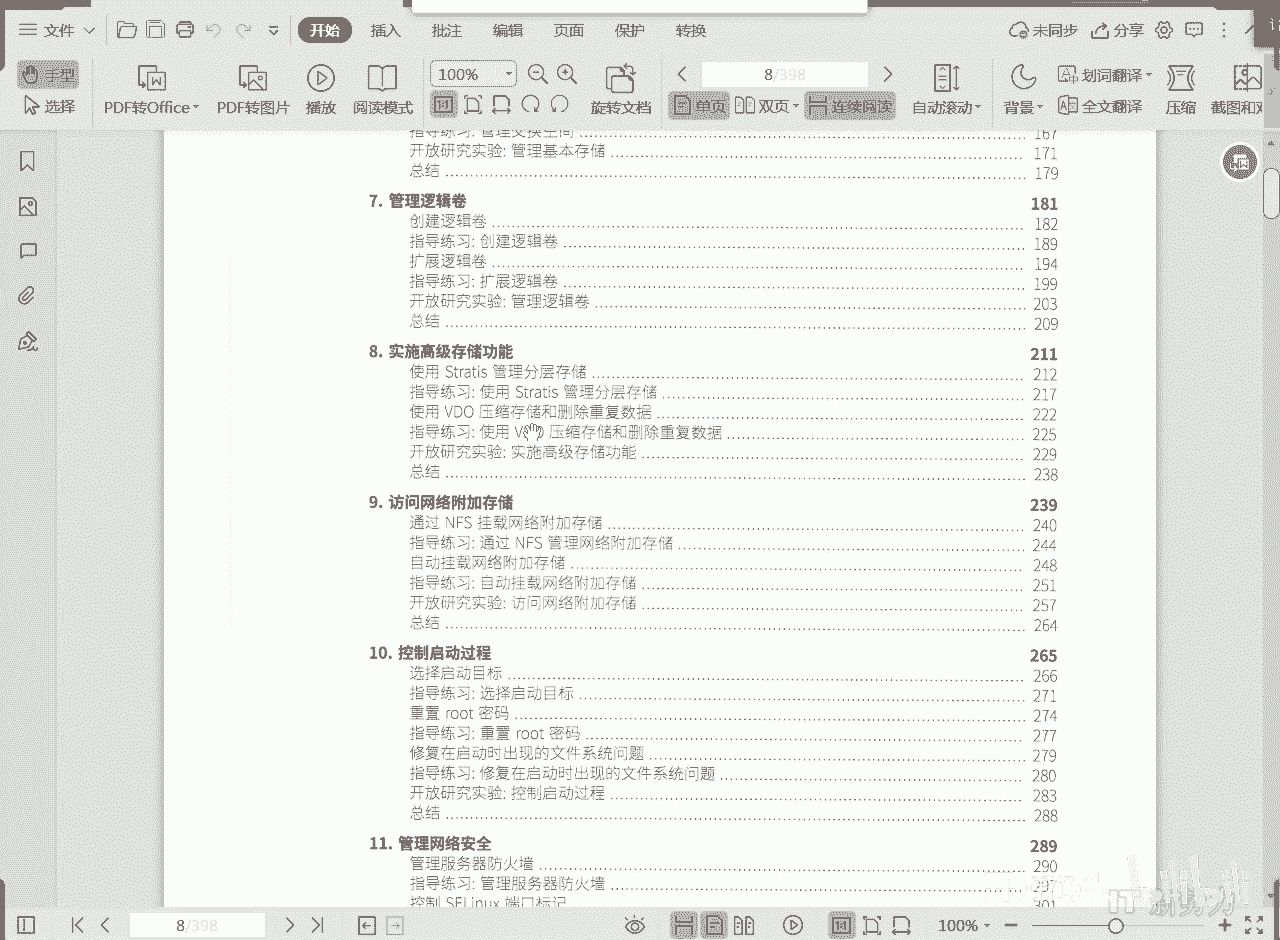 文件 开始 插入 批注 编辑 页面 保护 转换 未同步 分享
手型 100% 8/398 划词翻译
选择 PDF转Office PDF转图片 播放 阅读模式 旋转文档 单页 双页 连续阅读 自动滚动 背景 全文翻译 压缩 截图和对
指导练习: 管理交换空间 167
开放研究实验: 管理基本存储 171
总结 179
7. 管理逻辑卷 181
创建逻辑卷 182
指导练习: 创建逻辑卷 189
扩展逻辑卷 194
指导练习: 扩展逻辑卷 199
开放研究实验: 管理逻辑卷 203
总结 209
8. 实施高级存储功能 211
使用 Stratis 管理分层存储 212
指导练习: 使用 Stratis 管理分层存储 217
使用 VDO 压缩存储和删除重复数据 222
指导练习: 使用 压缩存储和删除重复数据 225
开放研究实验: 实施高级存储功能 229
总结 238
9. 访问网络附加存储 239
通过 NFS 挂载网络附加存储 240
指导练习: 通过 NFS 管理网络附加存储 244
自动挂载网络附加存储 248
指导练习: 自动挂载网络附加存储 251
开放研究实验: 访问网络附加存储 257
总结 264
10. 控制启动过程 265
选择启动目标 266
指导练习: 选择启动目标 271
重置 root 密码 274
指导练习: 重置 root 密码 277
修复在启动时出现的文件系统问题 279
指导练习: 修复在启动时出现的文件系统问题 280
开放研究实验: 控制启动过程 283
总结 288
11. 管理网络安全 289
管理服务器防火墙 290
指导练习: 管理服务器防火墙
控制 SELinux 端口标记 301
8/398 100%